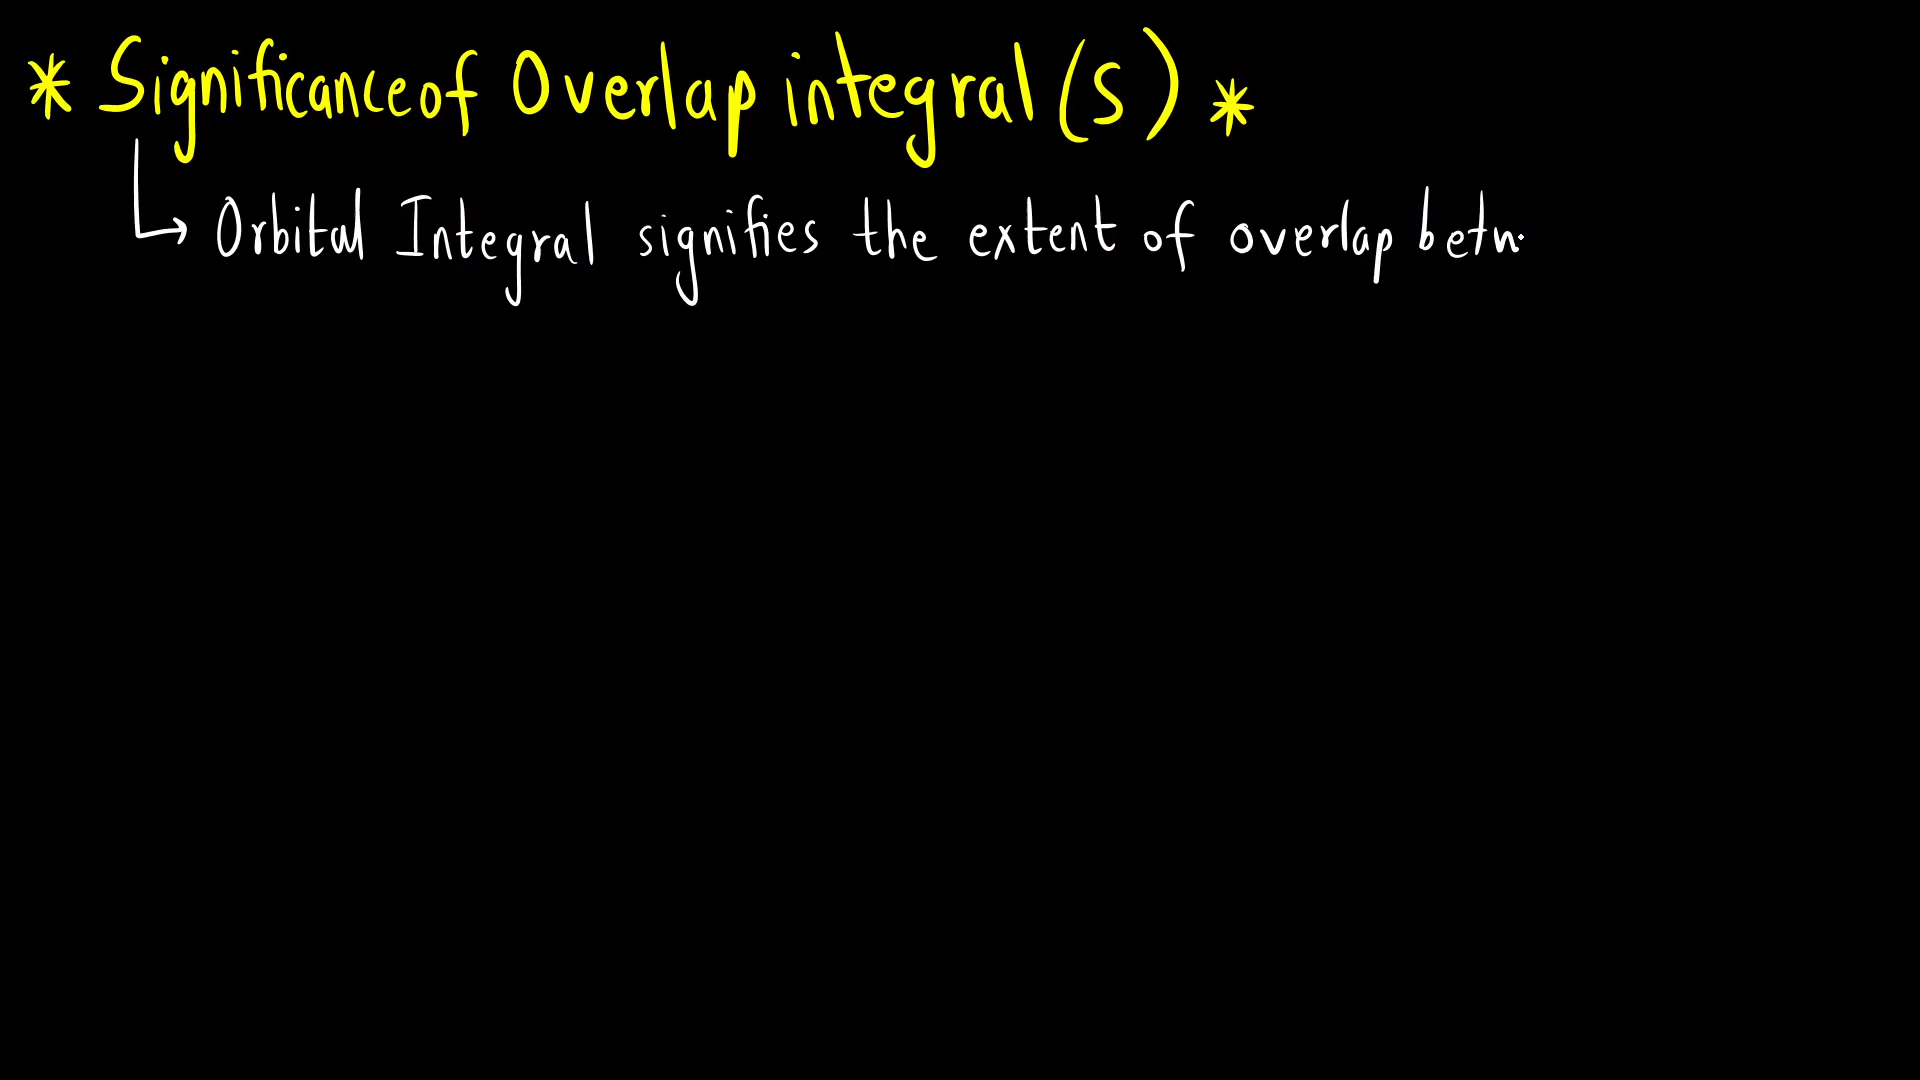 * Significance of Overlap integral (S) *
↳ Orbital Integral signifies the extent of overlap betn.